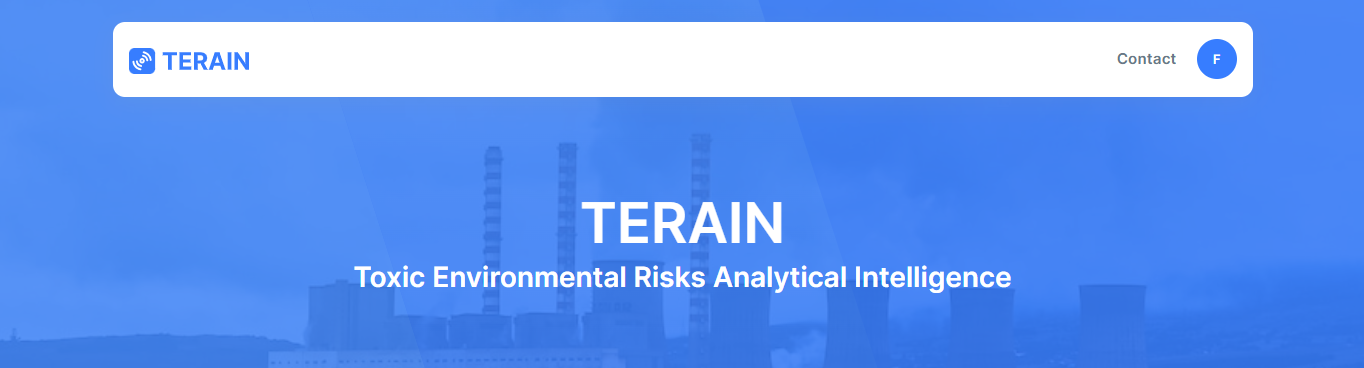 TERAIN
Contact
F
TERAIN
Toxic Environmental Risks Analytical Intelligence